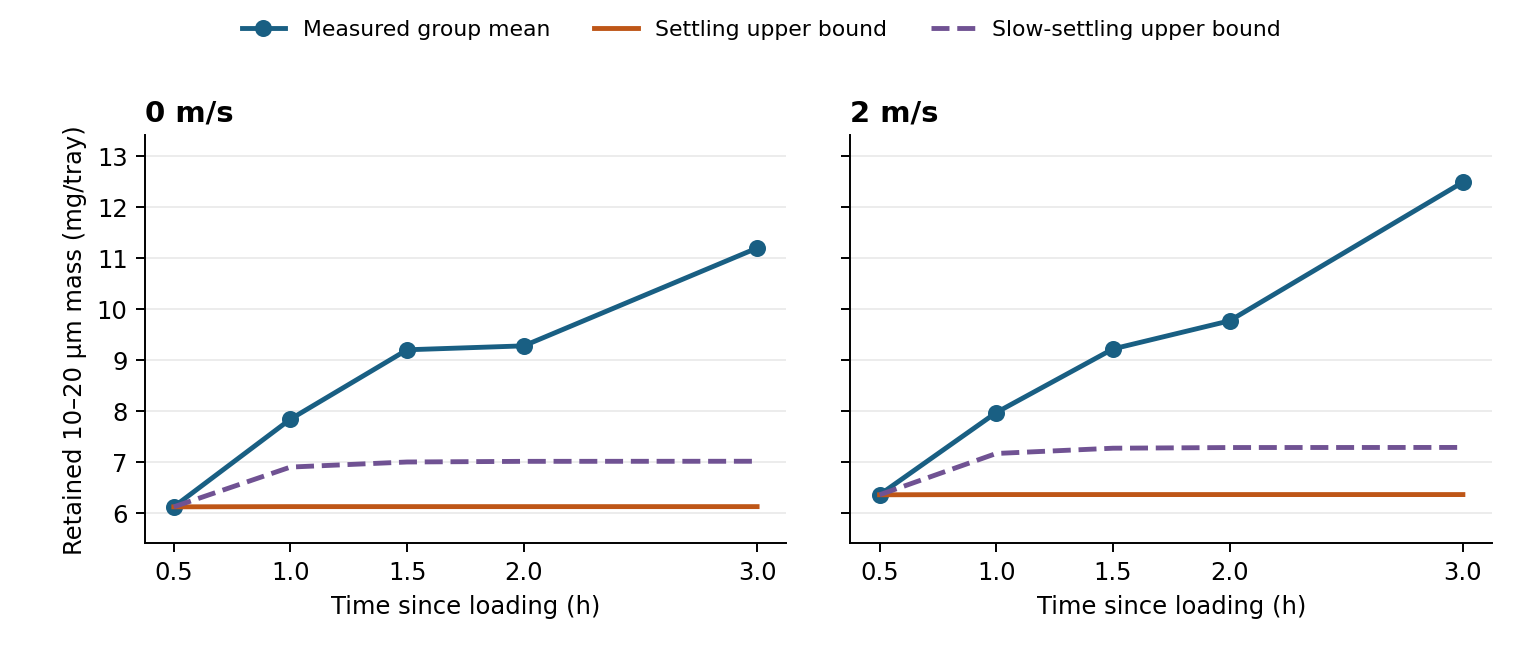 Measured group mean
Settling upper bound
Slow-settling upper bound
0 m/s
2 m/s
Retained 10–20 µm mass (mg/tray)
13
12
11
10
9
8
7
6
0.5 1.0 1.5 2.0 3.0
0.5 1.0 1.5 2.0 3.0
Time since loading (h)
Time since loading (h)